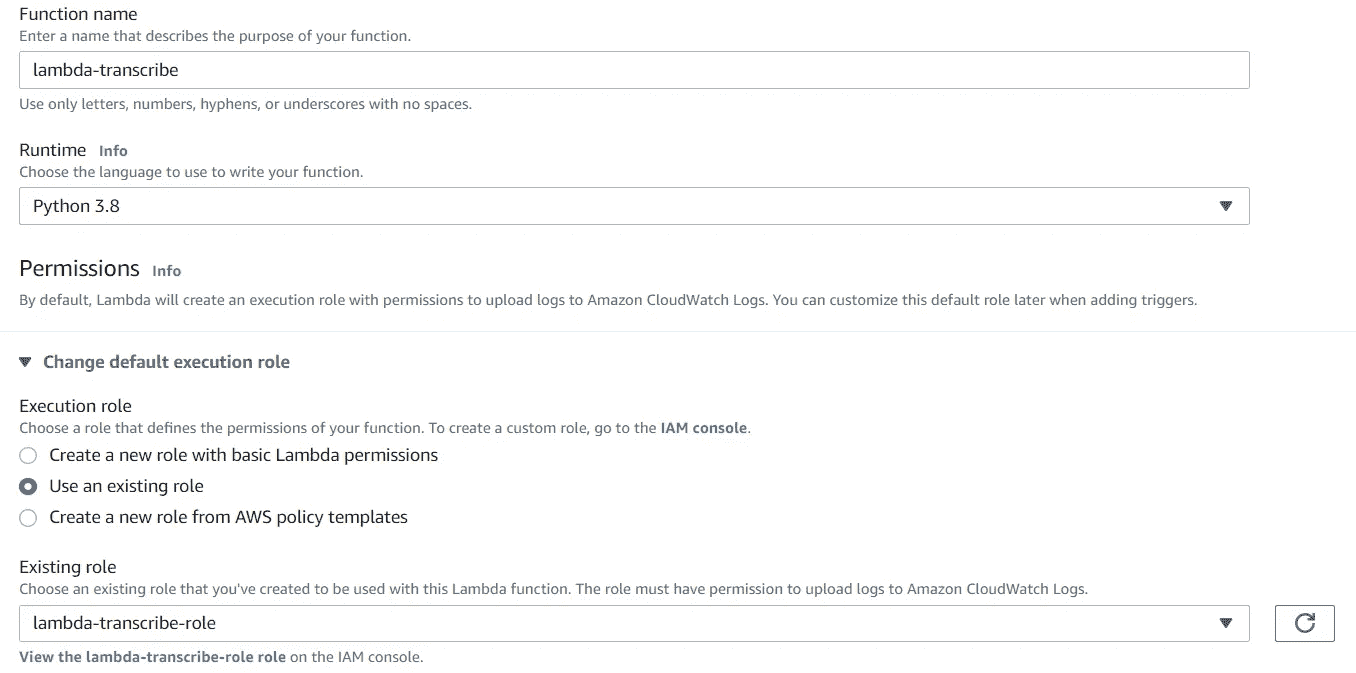 Function name
Enter a name that describes the purpose of your function.
lambda-transcribe
Use only letters, numbers, hyphens, or underscores with no spaces.
Runtime Info
Choose the language to use to write your function.
Python 3.8
Permissions Info
By default, Lambda will create an execution role with permissions to upload logs to Amazon CloudWatch Logs. You can customize this default role later when adding triggers.
Change default execution role
Execution role
Choose a role that defines the permissions of your function. To create a custom role, go to the IAM console.
Create a new role with basic Lambda permissions
Use an existing role
Create a new role from AWS policy templates
Existing role
Choose an existing role that you've created to be used with this Lambda function. The role must have permission to upload logs to Amazon CloudWatch Logs.
lambda-transcribe-role
View the lambda-transcribe-role role on the IAM console.